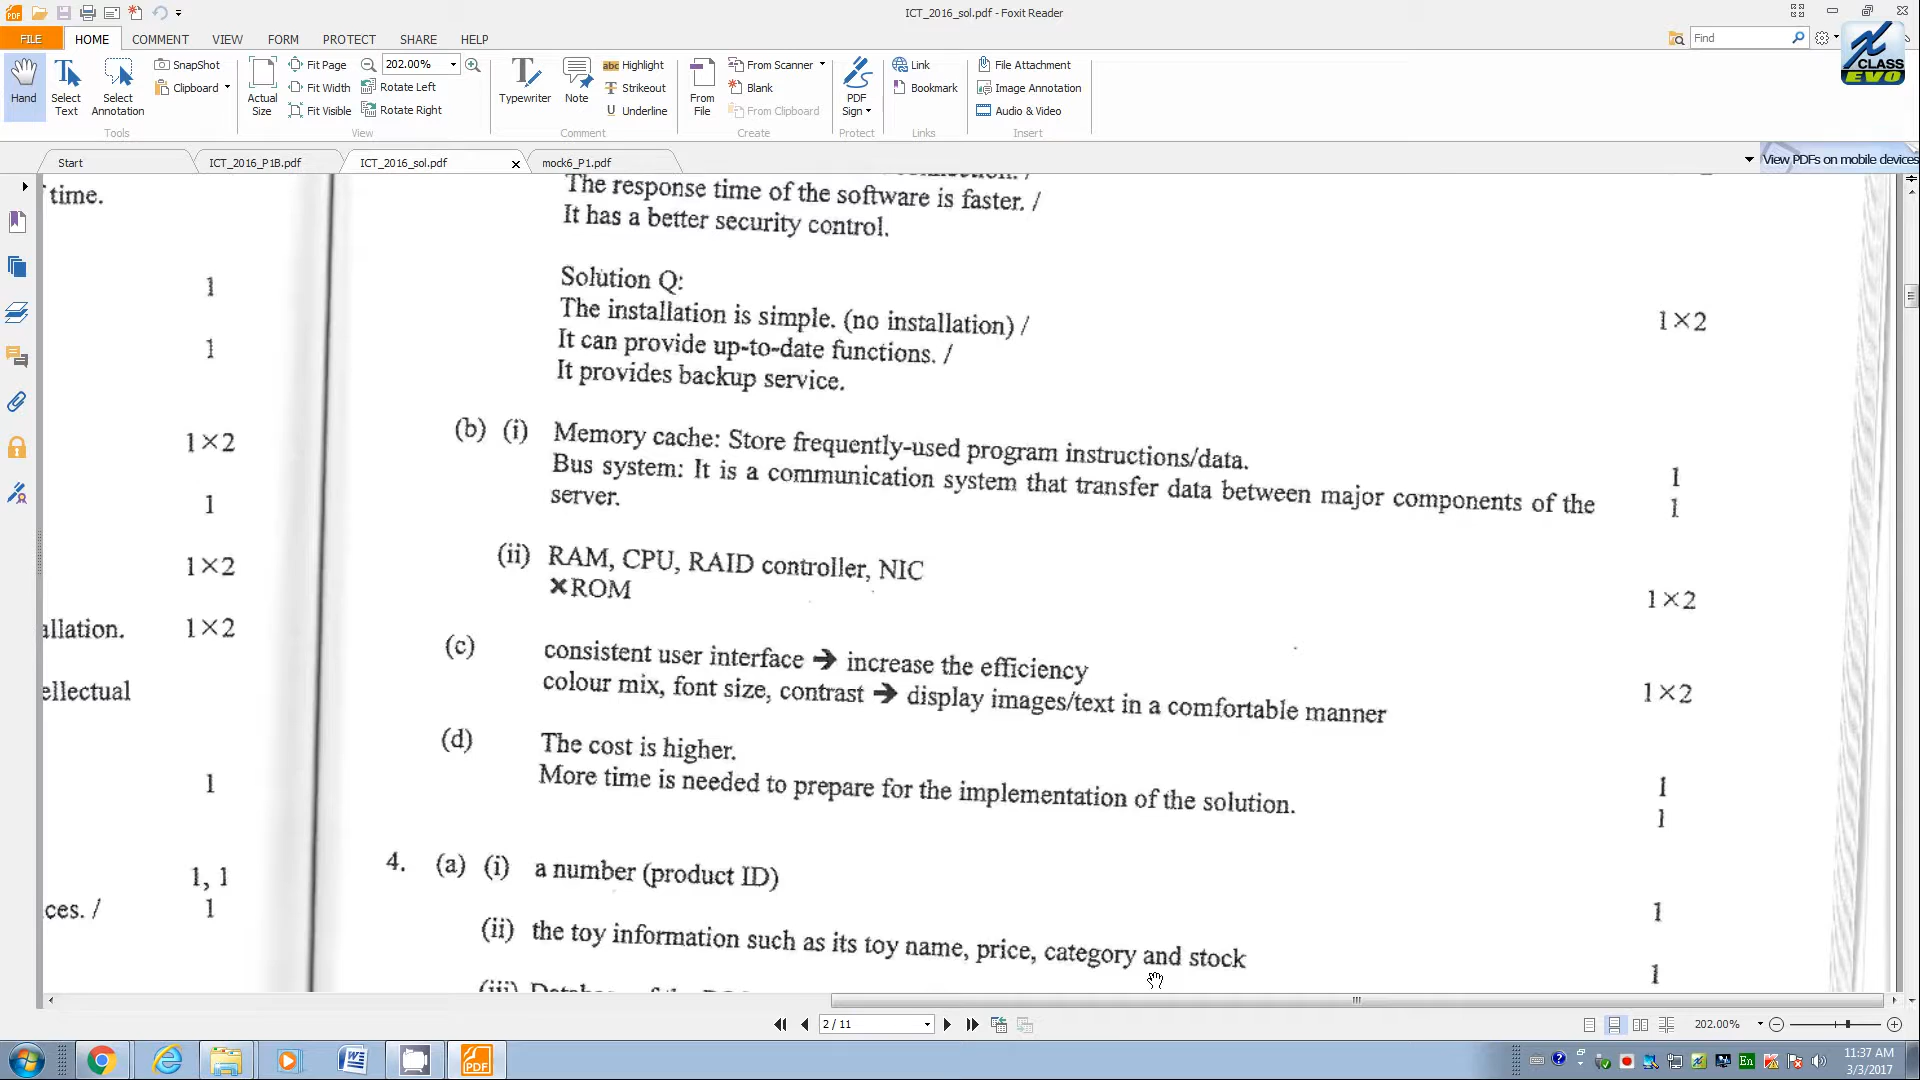 ICT_2016_sol.pdf - Foxit Reader
FILE HOME COMMENT VIEW FORM PROTECT SHARE HELP
Find
CLASS
EVO
Hand
Select Text
Select Annotation
SnapShot
Clipboard
Tools
Actual Size
Fit Page
Fit Width
Fit Visible
202.00%
Rotate Left
Rotate Right
View
Typewriter
Note
abc Highlight
Strikeout
Underline
Comment
From File
From Scanner
Blank
From Clipboard
Create
PDF Sign
Protect
Link
Bookmark
Links
File Attachment
Image Annotation
Audio & Video
Insert
Start ICT_2016_P1B.pdf ICT_2016_sol.pdf mock6_P1.pdf
View PDFs on mobile devices
time.
1
1
1×2
1
1×2
allation. 1×2
ellectual
1
1, 1
ces. / 1
The response time of the software is faster. /
It has a better security control.
Solution Q:
The installation is simple. (no installation) / 1×2
It can provide up-to-date functions. /
It provides backup service.
(b) (i) Memory cache: Store frequently-used program instructions/data. 1
Bus system: It is a communication system that transfer data between major components of the 1
server.
(ii) RAM, CPU, RAID controller, NIC 1×2
✕ROM
(c) consistent user interface ➔ increase the efficiency 1×2
colour mix, font size, contrast ➔ display images/text in a comfortable manner
(d) The cost is higher. 1
More time is needed to prepare for the implementation of the solution. 1
4. (a) (i) a number (product ID) 1
(ii) the toy information such as its toy name, price, category and stock 1
(iii)
2 / 11
202.00%
PDF
En
11:37 AM
3/3/2017